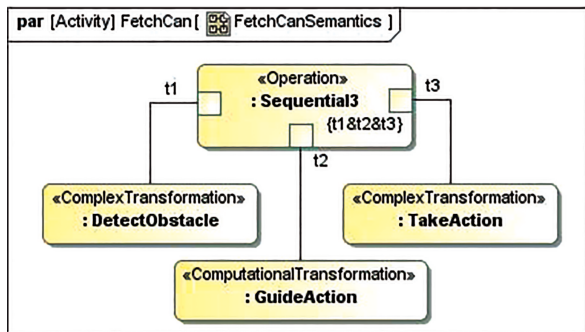 par [Activity] FetchCan [ FetchCanSemantics ]
«Operation»
: Sequential3
{t1&t2&t3}
t1
t3
t2
«ComplexTransformation»
: DetectObstacle
«ComplexTransformation»
: TakeAction
«ComputationalTransformation»
: GuideAction